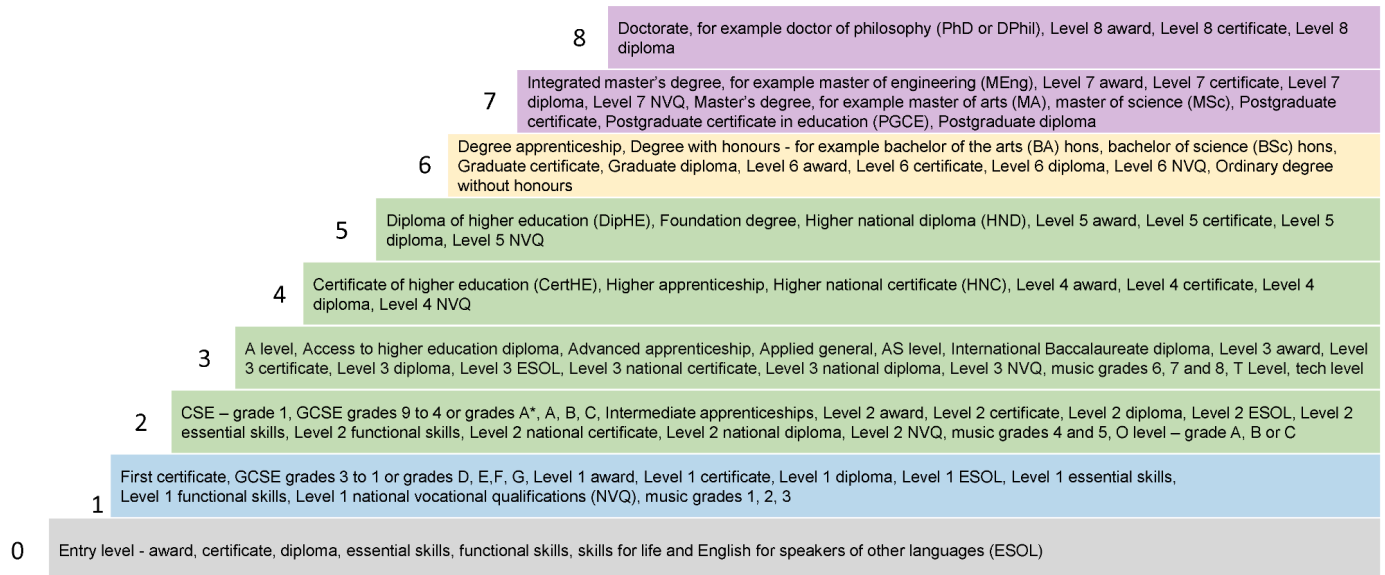 8
Doctorate, for example doctor of philosophy (PhD or DPhil), Level 8 award, Level 8 certificate, Level 8
diploma
7
Integrated master's degree, for example master of engineering (MEng), Level 7 award, Level 7 certificate, Level 7
diploma, Level 7 NVQ, Master's degree, for example master of arts (MA), master of science (MSc), Postgraduate
certificate, Postgraduate certificate in education (PGCE), Postgraduate diploma
6
Degree apprenticeship, Degree with honours - for example bachelor of the arts (BA) hons, bachelor of science (BSc) hons,
Graduate certificate, Graduate diploma, Level 6 award, Level 6 certificate, Level 6 diploma, Level 6 NVQ, Ordinary degree
without honours
5
Diploma of higher education (DipHE), Foundation degree, Higher national diploma (HND), Level 5 award, Level 5 certificate, Level 5
diploma, Level 5 NVQ
4
Certificate of higher education (CertHE), Higher apprenticeship, Higher national certificate (HNC), Level 4 award, Level 4 certificate, Level 4
diploma, Level 4 NVQ
3
A level, Access to higher education diploma, Advanced apprenticeship, Applied general, AS level, International Baccalaureate diploma, Level 3 award, Level
3 certificate, Level 3 diploma, Level 3 ESOL, Level 3 national certificate, Level 3 national diploma, Level 3 NVQ, music grades 6, 7 and 8, T Level, tech level
2
CSE – grade 1, GCSE grades 9 to 4 or grades A*, A, B, C, Intermediate apprenticeships, Level 2 award, Level 2 certificate, Level 2 diploma, Level 2 ESOL, Level 2
essential skills, Level 2 functional skills, Level 2 national certificate, Level 2 national diploma, Level 2 NVQ, music grades 4 and 5, O level – grade A, B or C
1
First certificate, GCSE grades 3 to 1 or grades D, E,F, G, Level 1 award, Level 1 certificate, Level 1 diploma, Level 1 ESOL, Level 1 essential skills,
Level 1 functional skills, Level 1 national vocational qualifications (NVQ), music grades 1, 2, 3
0
Entry level - award, certificate, diploma, essential skills, functional skills, skills for life and English for speakers of other languages (ESOL)